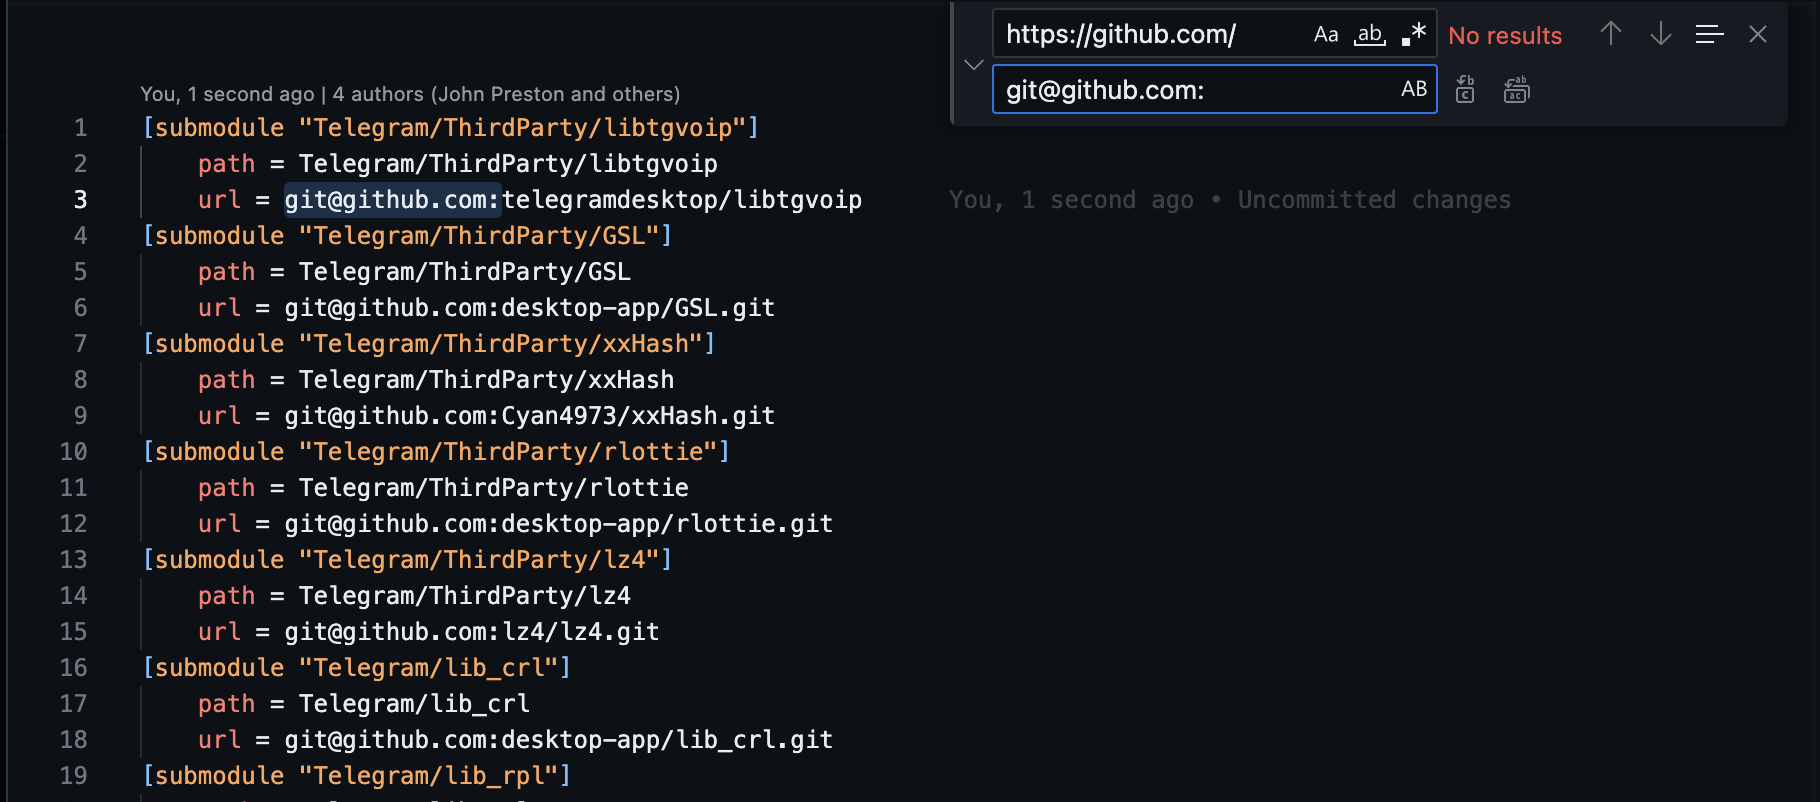 https://github.com/ Aa ab .* No results
git@github.com: AB
You, 1 second ago | 4 authors (John Preston and others)
1 [submodule "Telegram/ThirdParty/libtgvoip"]
2 path = Telegram/ThirdParty/libtgvoip
3 url = git@github.com:telegramdesktop/libtgvoip You, 1 second ago • Uncommitted changes
4 [submodule "Telegram/ThirdParty/GSL"]
5 path = Telegram/ThirdParty/GSL
6 url = git@github.com:desktop-app/GSL.git
7 [submodule "Telegram/ThirdParty/xxHash"]
8 path = Telegram/ThirdParty/xxHash
9 url = git@github.com:Cyan4973/xxHash.git
10 [submodule "Telegram/ThirdParty/rlottie"]
11 path = Telegram/ThirdParty/rlottie
12 url = git@github.com:desktop-app/rlottie.git
13 [submodule "Telegram/ThirdParty/lz4"]
14 path = Telegram/ThirdParty/lz4
15 url = git@github.com:lz4/lz4.git
16 [submodule "Telegram/lib_crl"]
17 path = Telegram/lib_crl
18 url = git@github.com:desktop-app/lib_crl.git
19 [submodule "Telegram/lib_rpl"]